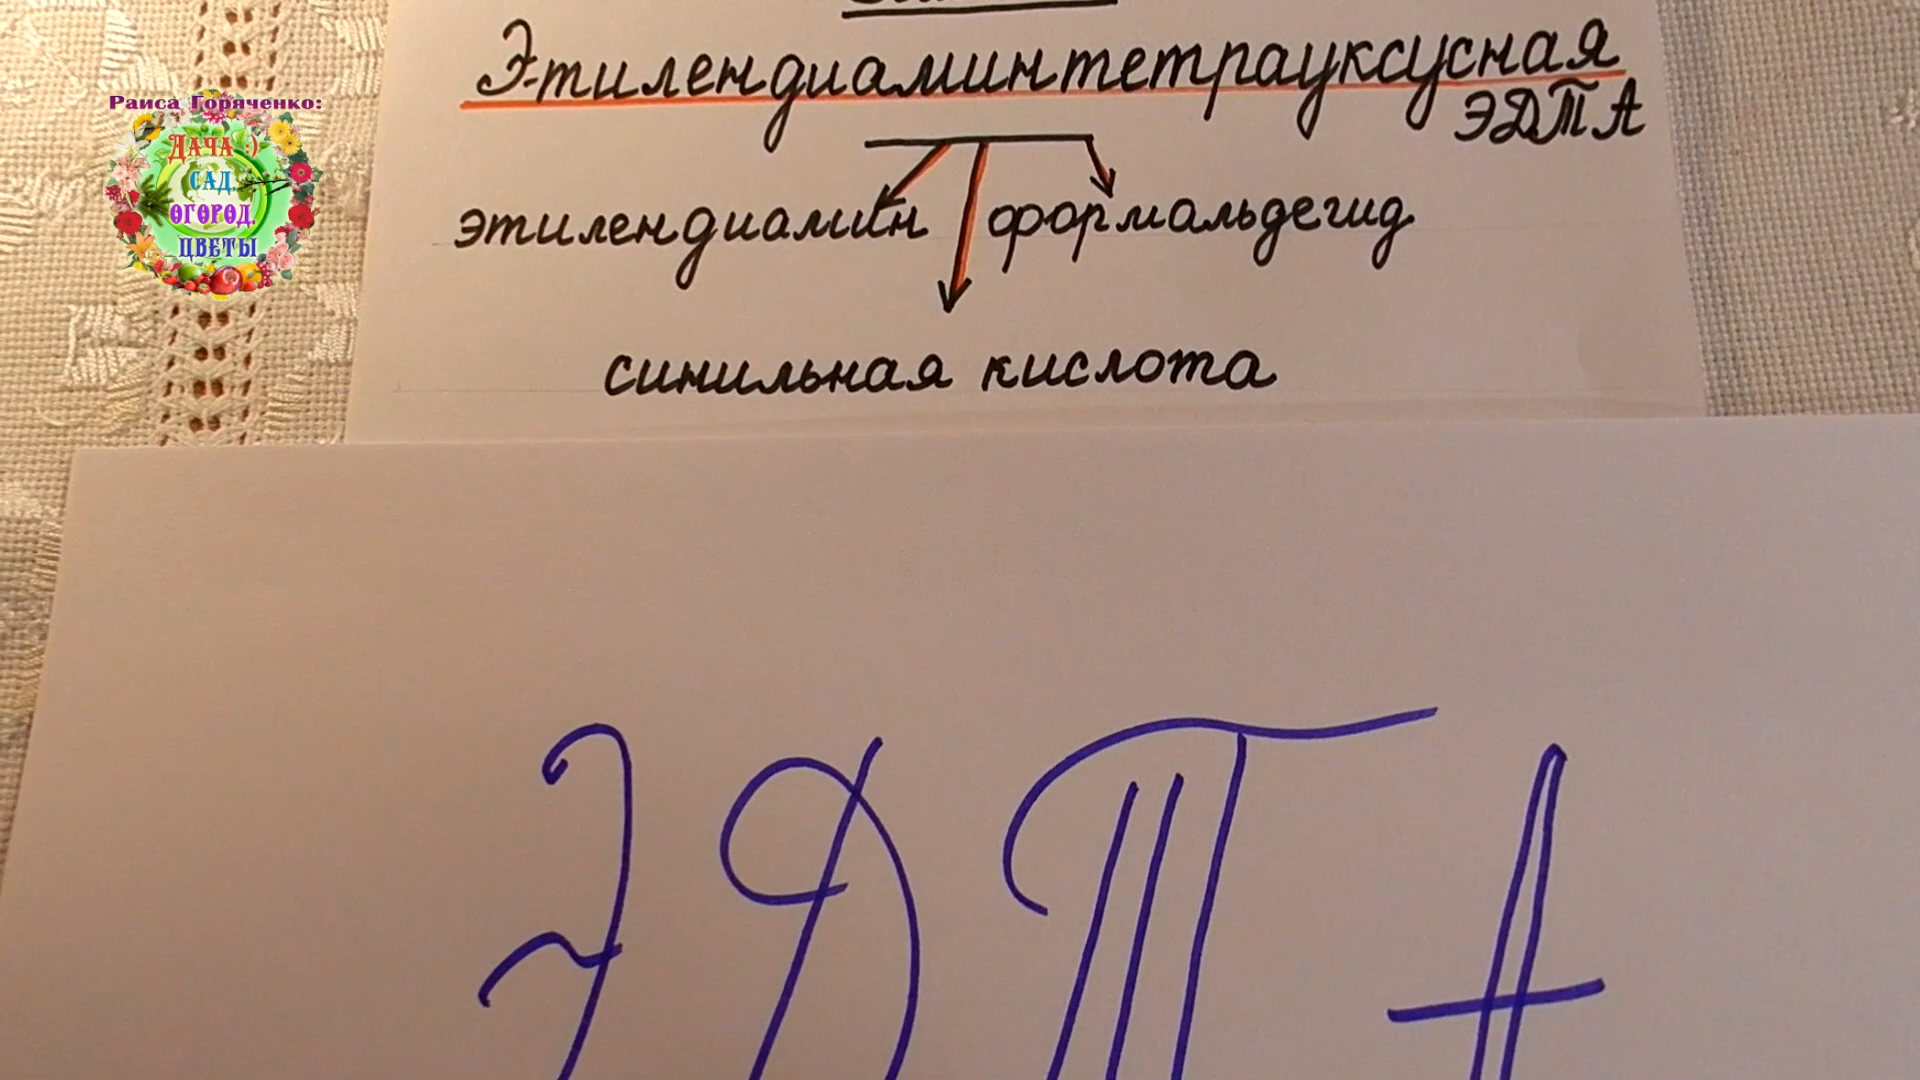 Этилендиаминтетрауксусная
ЭДТА
Раиса Горяченко:
Дача :)
сад,
огород,
цветы
этилендиамин формальдегид
синильная кислота
ЭДТА